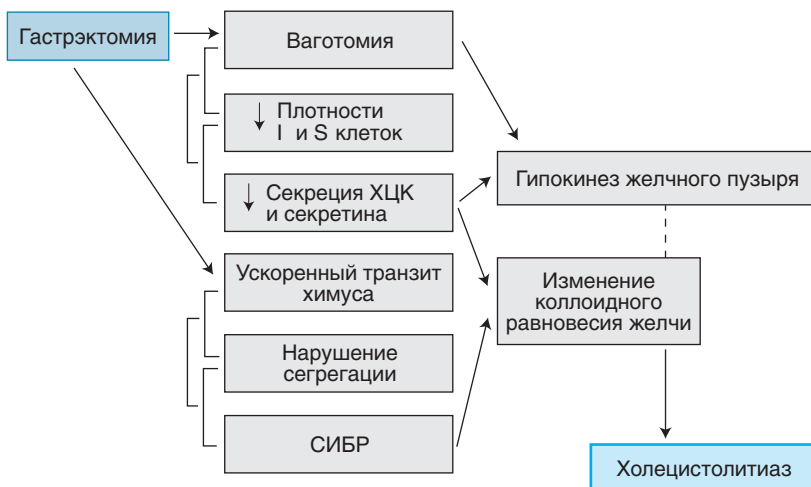 Гастрэктомия
Ваготомия
↓ Плотности
I и S клеток
↓ Секреция ХЦК
и секретина
Гипокинез желчного пузыря
Ускоренный транзит
химуса
Изменение
коллоидного
равновесия желчи
Нарушение
сегрегации
СИБР
Холецистолитиаз